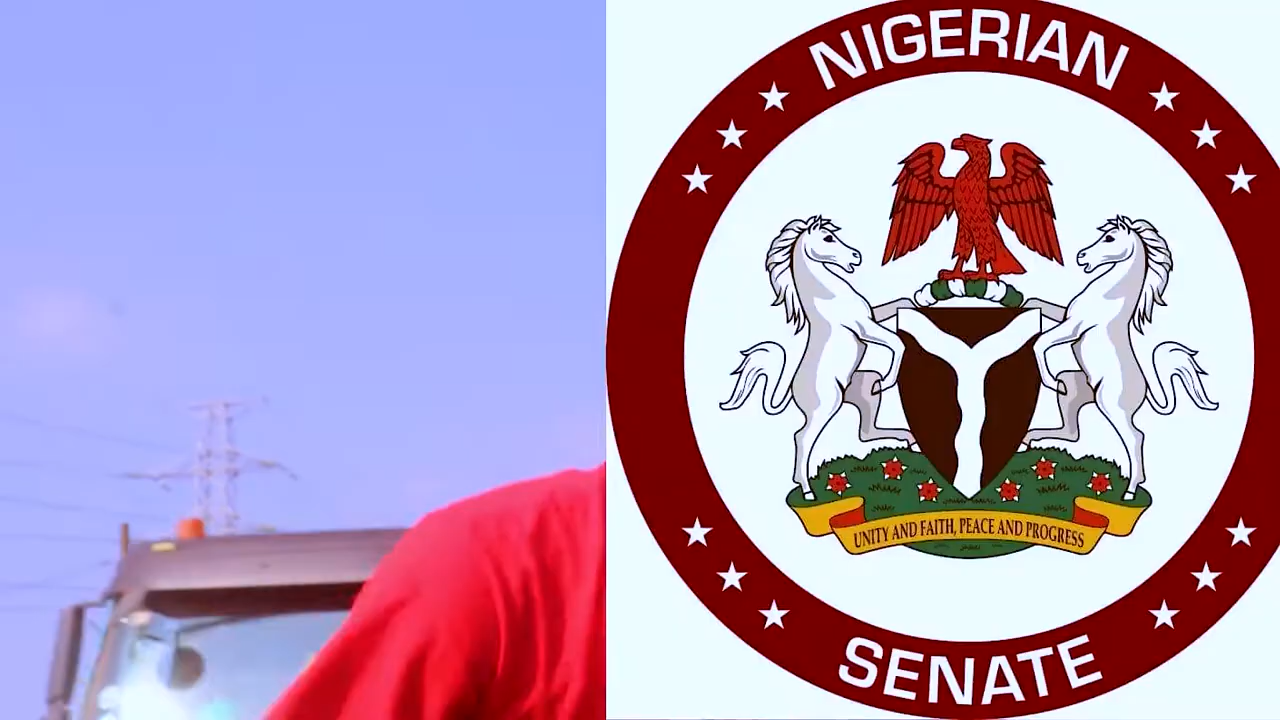 NIGERIAN
UNITY AND FAITH, PEACE AND PROGRESS
SENATE